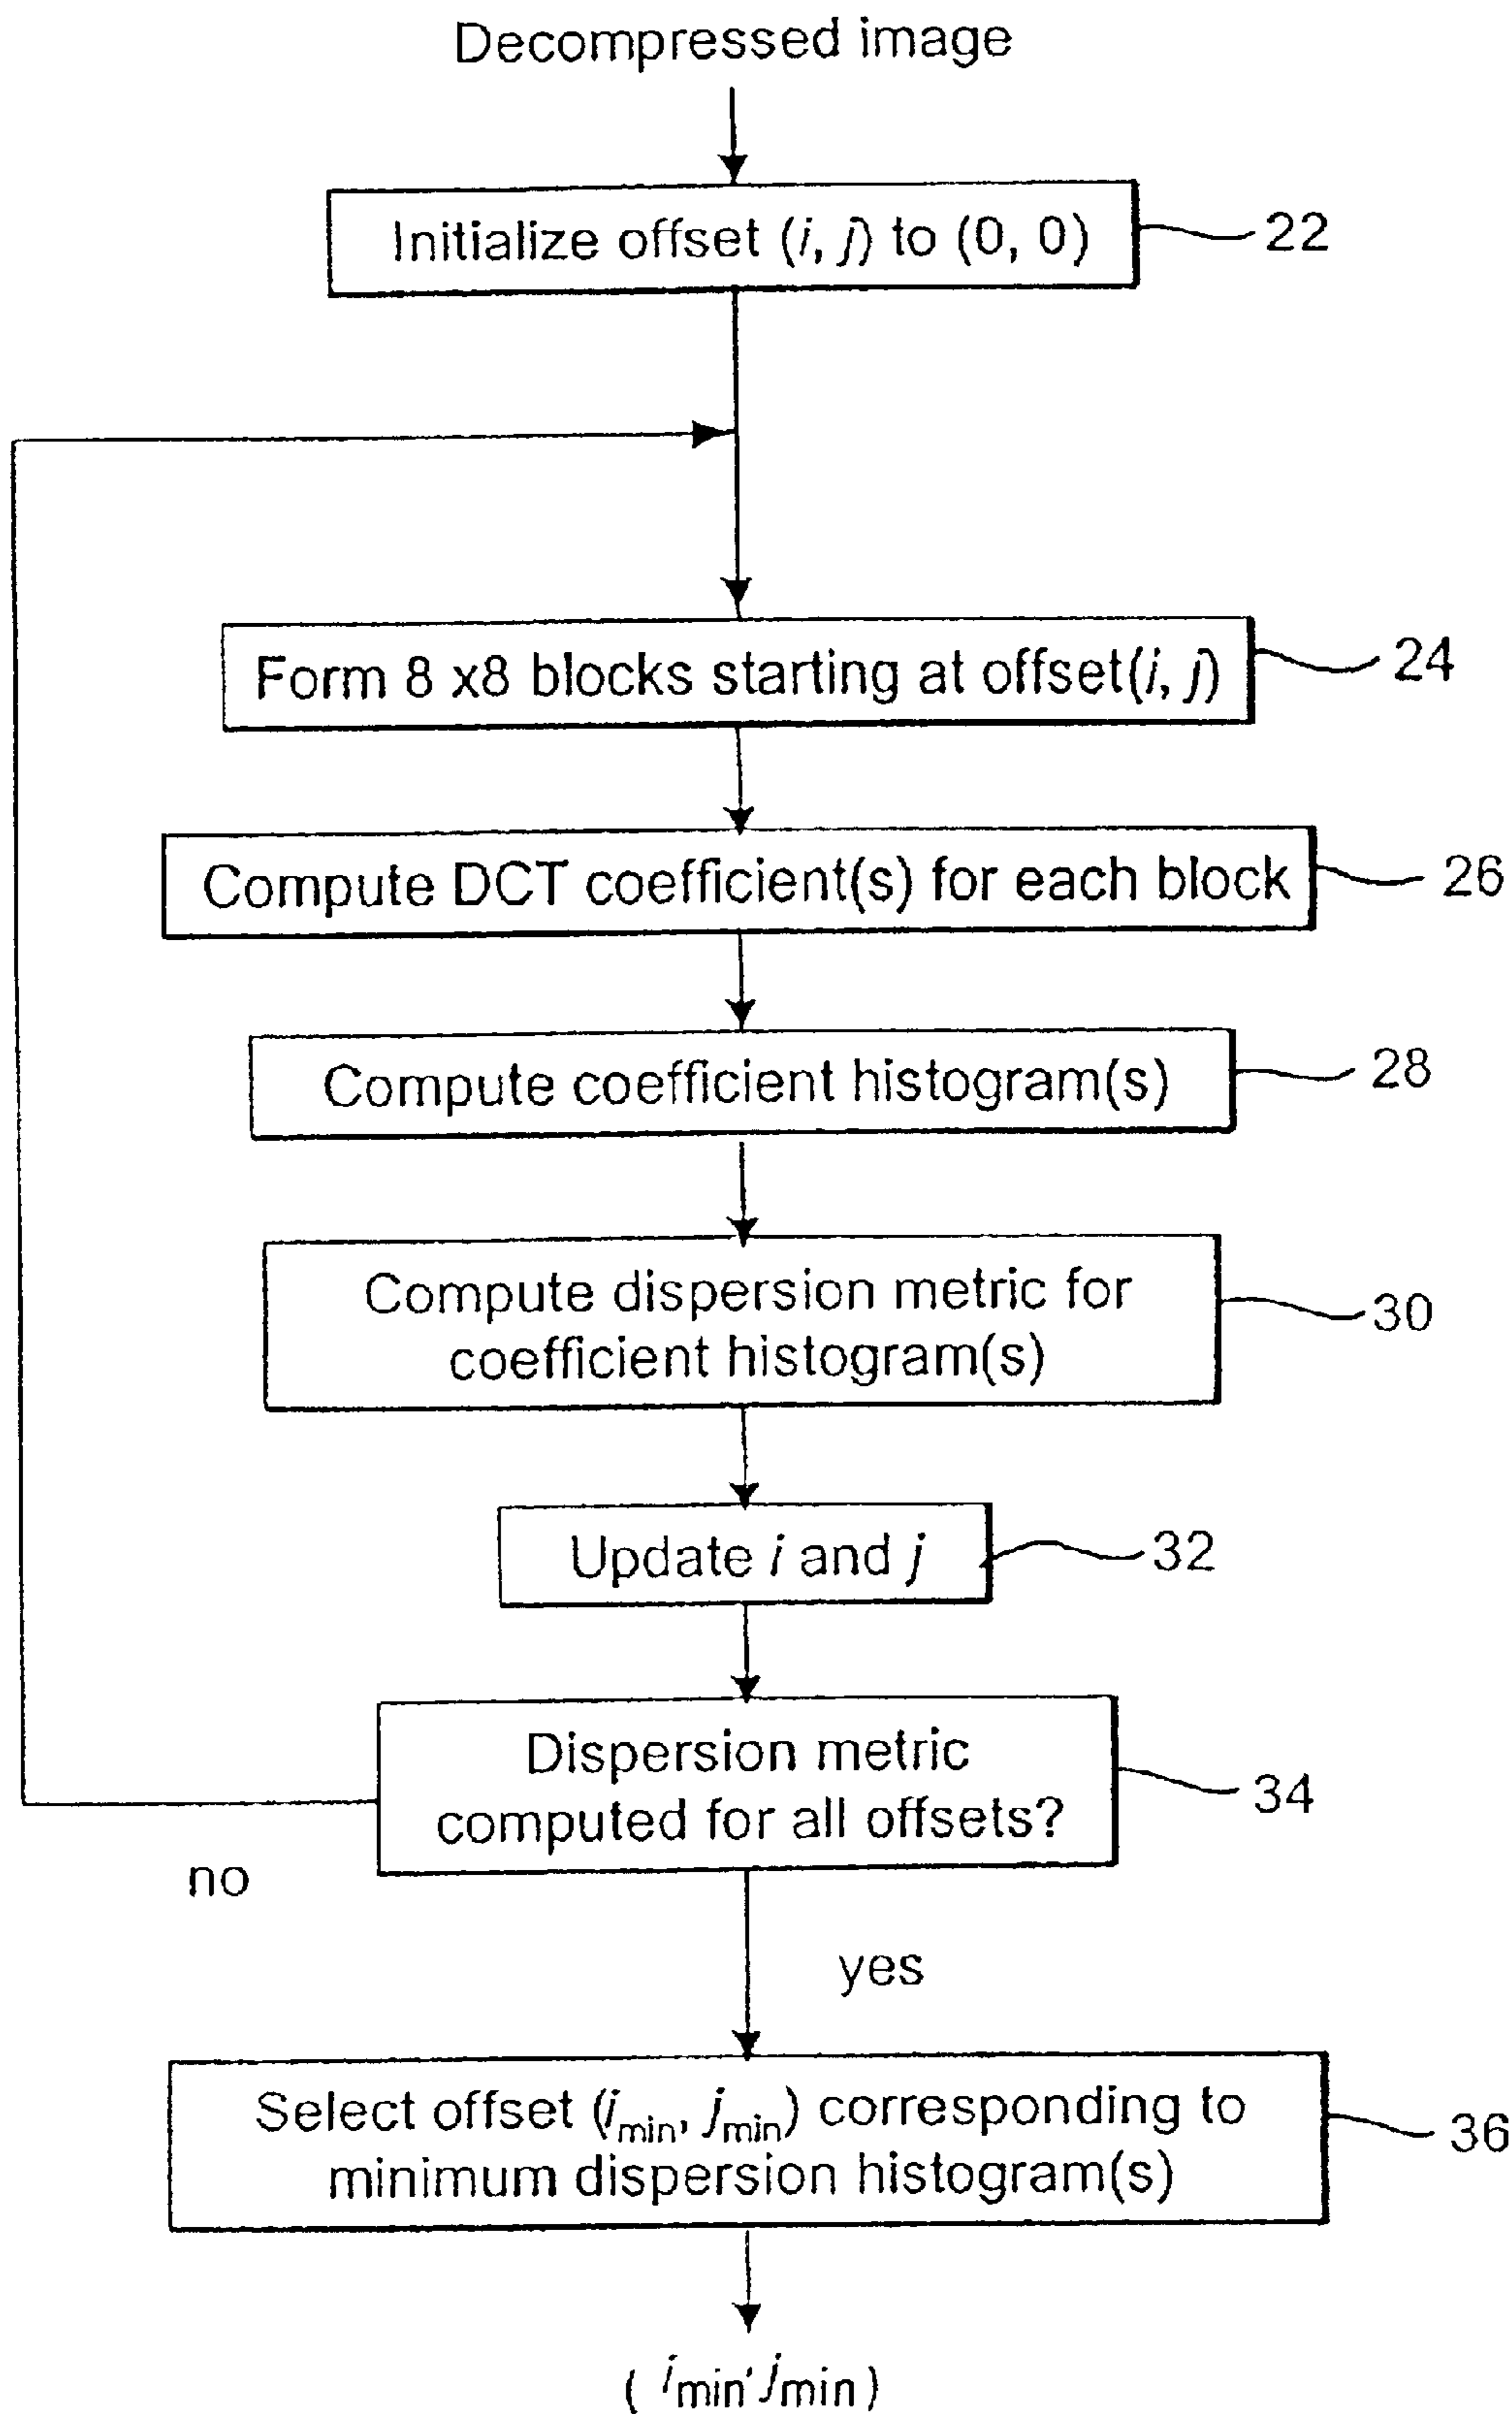 Decompressed image
Initialize offset (i, j) to (0, 0)
22
Form 8 x8 blocks starting at offset(i, j)
24
Compute DCT coefficient(s) for each block
26
Compute coefficient histogram(s)
28
Compute dispersion metric for
coefficient histogram(s)
30
Update i and j
32
Dispersion metric
computed for all offsets?
34
no
yes
Select offset (imin, jmin) corresponding to
minimum dispersion histogram(s)
36
( imin, jmin )